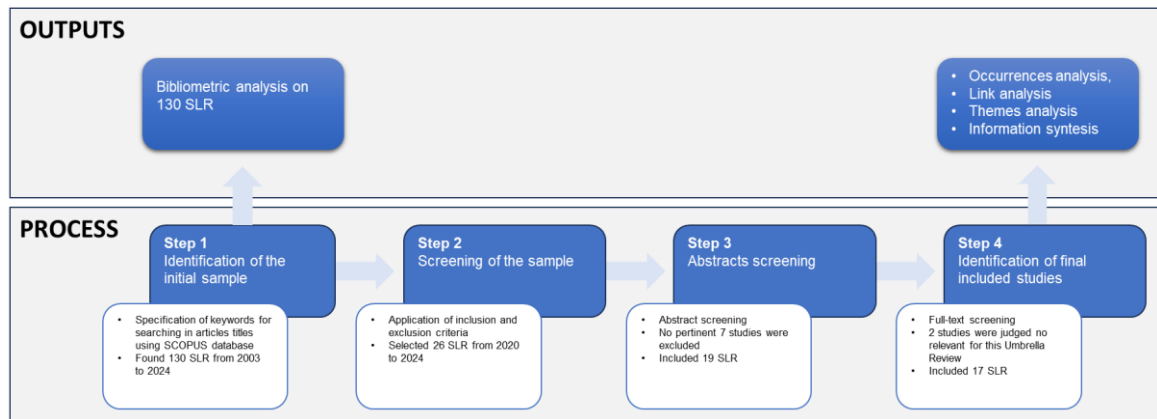 OUTPUTS
Bibliometric analysis on
130 SLR
• Occurrences analysis,
• Link analysis
• Themes analysis
• Information syntesis
PROCESS
Step 1
Identification of the
initial sample
• Specification of keywords for
searching in articles titles
using SCOPUS database
• Found 130 SLR from 2003
to 2024
Step 2
Screening of the sample
• Application of inclusion and
exclusion criteria
• Selected 26 SLR from 2020
to 2024
Step 3
Abstracts screening
• Abstract screening
• No pertinent 7 studies were
excluded
• Included 19 SLR
Step 4
Identification of final
included studies
• Full-text screening
• 2 studies were judged no
relevant for this Umbrella
Review
• Included 17 SLR